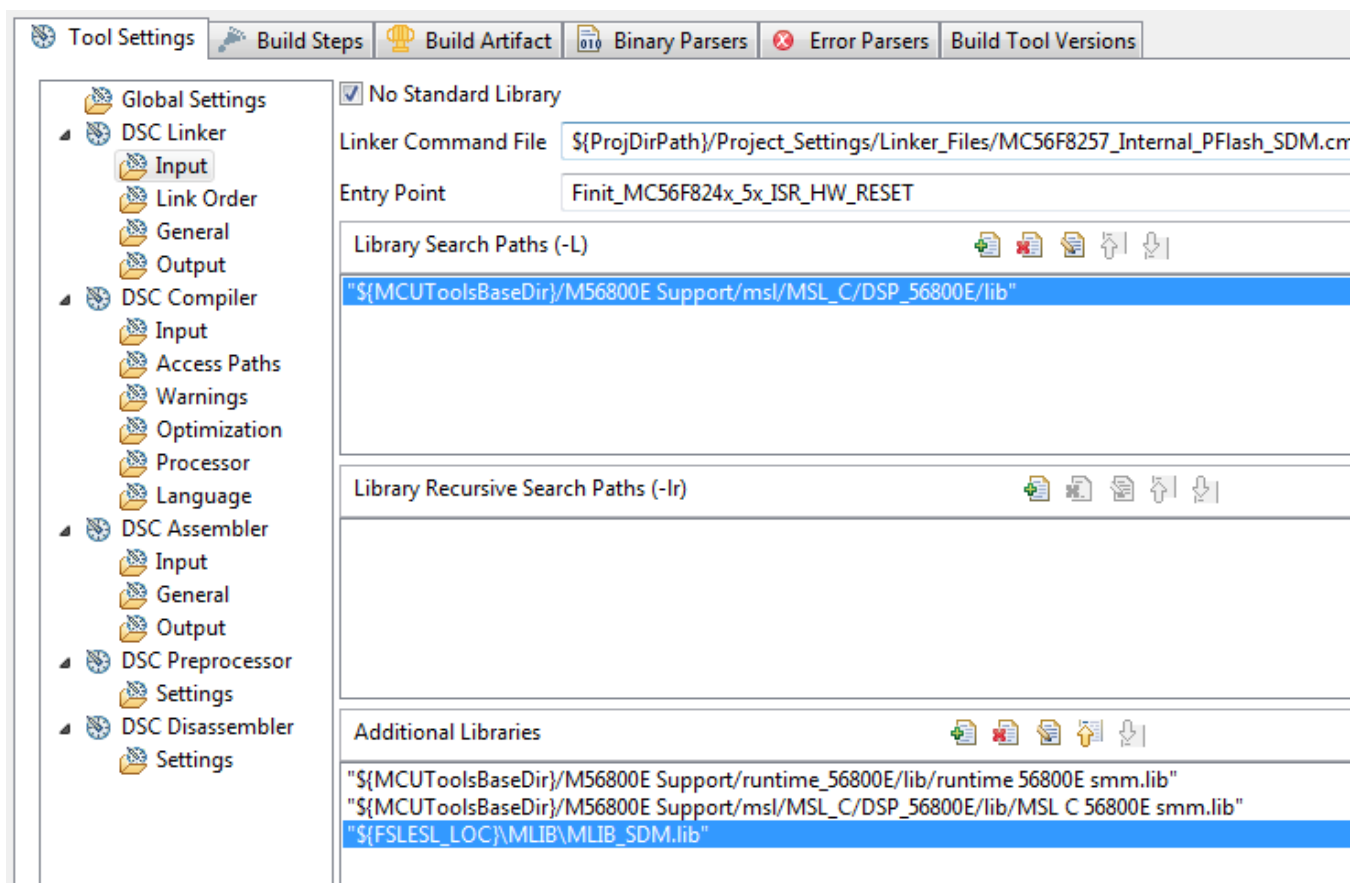 Tool Settings Build Steps Build Artifact Binary Parsers Error Parsers Build Tool Versions
Global Settings
DSC Linker
Input
Link Order
General
Output
DSC Compiler
Input
Access Paths
Warnings
Optimization
Processor
Language
DSC Assembler
Input
General
Output
DSC Preprocessor
Settings
DSC Disassembler
Settings
No Standard Library
Linker Command File ${ProjDirPath}/Project_Settings/Linker_Files/MC56F8257_Internal_PFlash_SDM.cm
Entry Point Finit_MC56F824x_5x_ISR_HW_RESET
Library Search Paths (-L)
"${MCUToolsBaseDir}/M56800E Support/msl/MSL_C/DSP_56800E/lib"
Library Recursive Search Paths (-lr)
Additional Libraries
"${MCUToolsBaseDir}/M56800E Support/runtime_56800E/lib/runtime 56800E smm.lib"
"${MCUToolsBaseDir}/M56800E Support/msl/MSL_C/DSP_56800E/lib/MSL C 56800E smm.lib"
"${FSLESL_LOC}\MLIB\MLIB_SDM.lib"